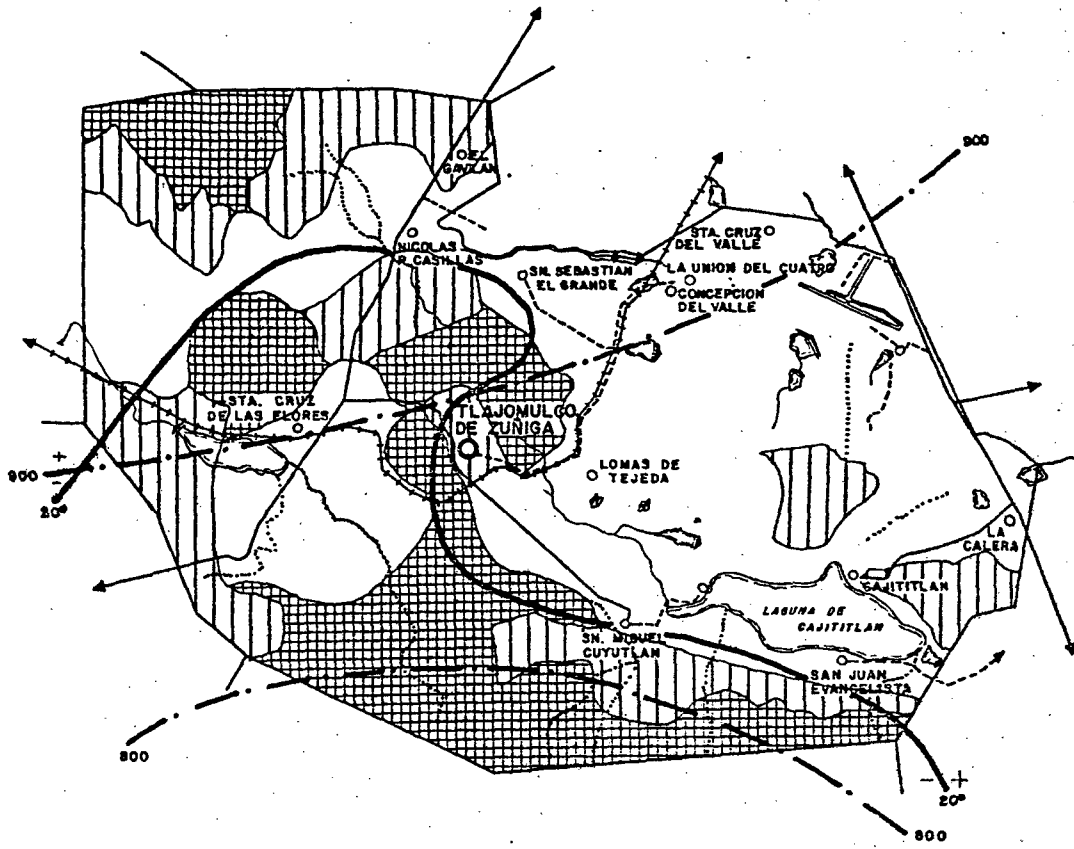 900
EL
GAVILAN
STA. CRUZ
DEL VALLE
NICOLAS
R. CASILLAS
SN. SEBASTIAN
EL GRANDE
LA UNION DEL CUATRO
CONCEPCION
DEL VALLE
STA. CRUZ
DE LAS FLORES
TLAJOMULCO
DE ZUÑIGA
LOMAS DE
TEJEDA
900
+
-
20°
LA
CALERA
CAJITITLAN
LAGUNA DE
CAJITITLAN
SN. MIGUEL
CUYUTLAN
SAN JUAN
EVANGELISTA
800
- +
20°
800